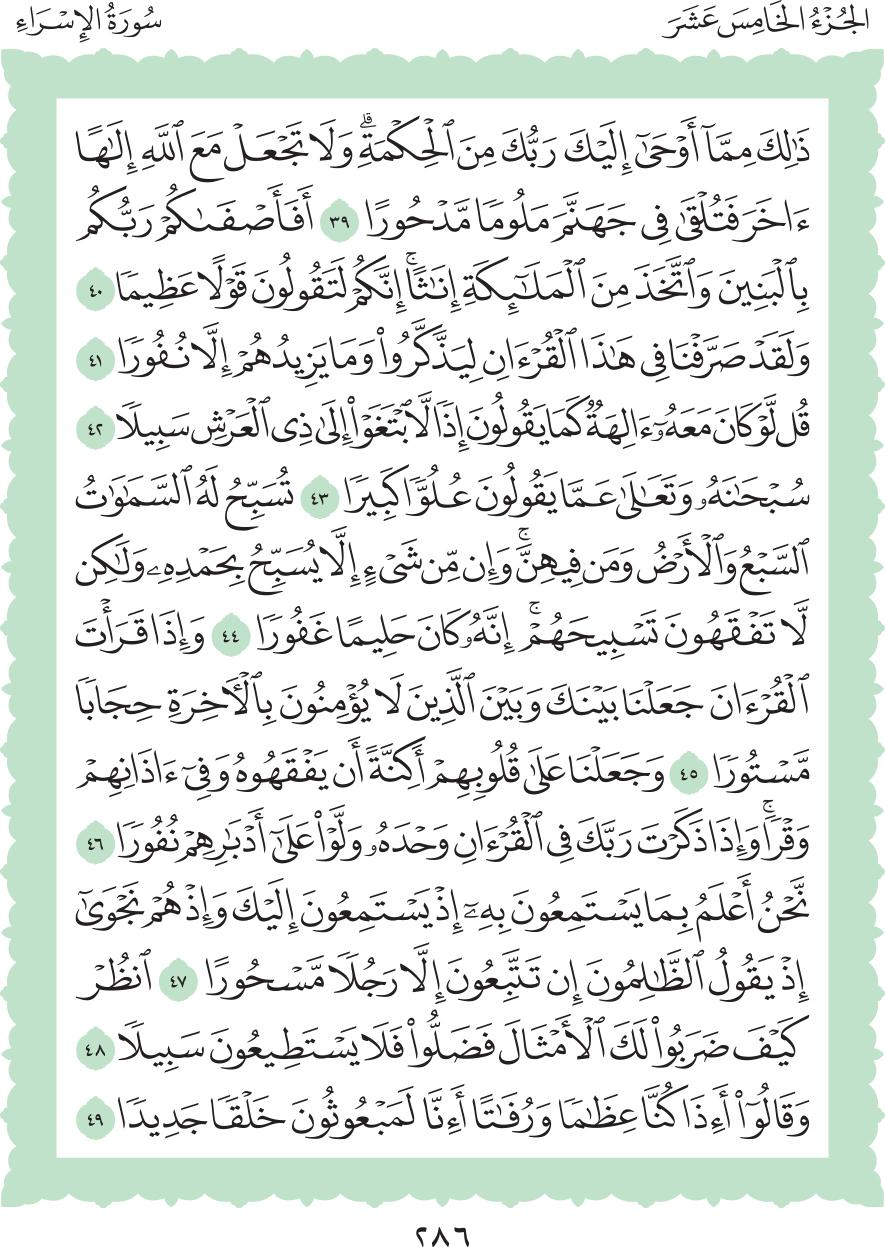 الجُزْءُ الخَامِسَ عَشَرَ
سُورَةُ الإِسْرَاءِ
ذَٰلِكَ مِمَّآ أَوْحَىٰٓ إِلَيْكَ رَبُّكَ مِنَ ٱلْحِكْمَةِۗ وَلَا تَجْعَلْ مَعَ ٱللَّهِ إِلَٰهًا
ءَاخَرَ فَتُلْقَىٰ فِى جَهَنَّمَ مَلُومًا مَّدْحُورًا ٣٩ أَفَأَصْفَىٰكُمْ رَبُّكُم
بِٱلْبَنِينَ وَٱتَّخَذَ مِنَ ٱلْمَلَٰٓئِكَةِ إِنَٰثًاۚ إِنَّكُمْ لَتَقُولُونَ قَوْلًا عَظِيمًا ٤٠
وَلَقَدْ صَرَّفْنَا فِى هَٰذَا ٱلْقُرْءَانِ لِيَذَّكَّرُوا۟ وَمَا يَزِيدُهُمْ إِلَّا نُفُورًا ٤١
قُل لَّوْ كَانَ مَعَهُۥٓ ءَالِهَةٌ كَمَا يَقُولُونَ إِذًا لَّٱبْتَغَوْا۟ إِلَىٰ ذِى ٱلْعَرْشِ سَبِيلًا ٤٢
سُبْحَٰنَهُۥ وَتَعَٰلَىٰ عَمَّا يَقُولُونَ عُلُوًّا كَبِيرًا ٤٣ تُسَبِّحُ لَهُ ٱلسَّمَٰوَٰتُ
ٱلسَّبْعُ وَٱلْأَرْضُ وَمَن فِيهِنَّۚ وَإِن مِّن شَىْءٍ إِلَّا يُسَبِّحُ بِحَمْدِهِۦ وَلَٰكِن
لَّا تَفْقَهُونَ تَسْبِيحَهُمْۚ إِنَّهُۥ كَانَ حَلِيمًا غَفُورًا ٤٤ وَإِذَا قَرَأْتَ
ٱلْقُرْءَانَ جَعَلْنَا بَيْنَكَ وَبَيْنَ ٱلَّذِينَ لَا يُؤْمِنُونَ بِٱلْءَاخِرَةِ حِجَابًا
مَّسْتُورًا ٤٥ وَجَعَلْنَا عَلَىٰ قُلُوبِهِمْ أَكِنَّةً أَن يَفْقَهُوهُ وَفِىٓ ءَاذَانِهِمْ
وَقْرًاۚ وَإِذَا ذَكَرْتَ رَبَّكَ فِى ٱلْقُرْءَانِ وَحْدَهُۥ وَلَّوْا۟ عَلَىٰٓ أَدْبَٰرِهِمْ نُفُورًا ٤٦
نَّحْنُ أَعْلَمُ بِمَا يَسْتَمِعُونَ بِهِۦٓ إِذْ يَسْتَمِعُونَ إِلَيْكَ وَإِذْ هُمْ نَجْوَىٰٓ
إِذْ يَقُولُ ٱلظَّٰلِمُونَ إِن تَتَّبِعُونَ إِلَّا رَجُلًا مَّسْحُورًا ٤٧ ٱنظُرْ
كَيْفَ ضَرَبُوا۟ لَكَ ٱلْأَمْثَالَ فَضَلُّوا۟ فَلَا يَسْتَطِيعُونَ سَبِيلًا ٤٨
وَقَالُوٓا۟ أَءِذَا كُنَّا عِظَٰمًا وَرُفَٰتًا أَءِنَّا لَمَبْعُوثُونَ خَلْقًا جَدِيدًا ٤٩
٢٨٦